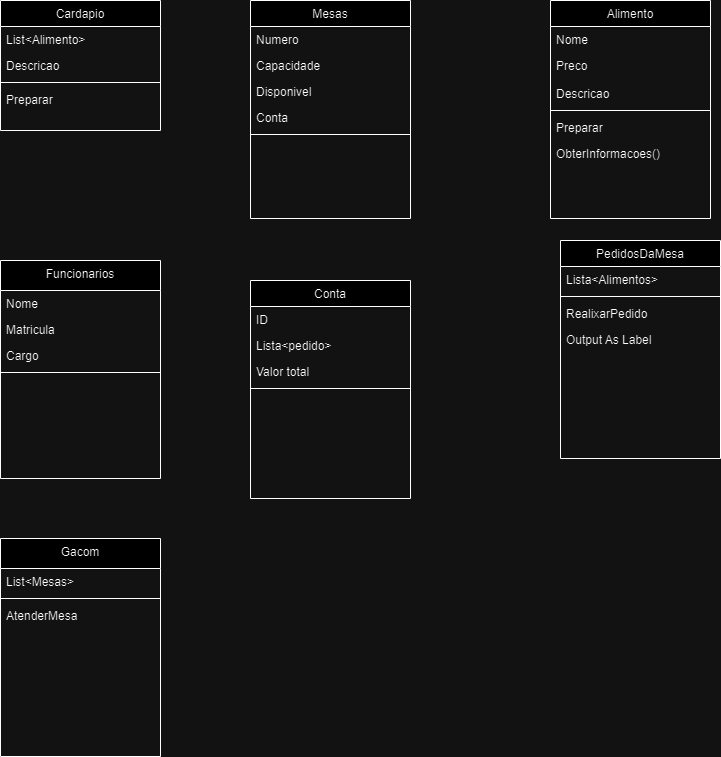 Cardapio
List<Alimento>
Descricao
Preparar
Mesas
Numero
Capacidade
Disponivel
Conta
Alimento
Nome
Preco
Descricao
Preparar
ObterInformacoes()
Funcionarios
Nome
Matricula
Cargo
Conta
ID
Lista<pedido>
Valor total
PedidosDaMesa
Lista<Alimentos>
RealixarPedido
Output As Label
Gacom
List<Mesas>
AtenderMesa